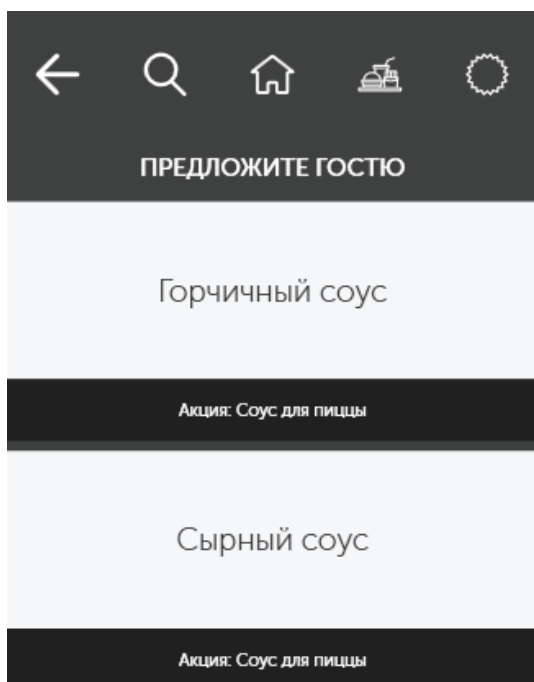 ПРЕДЛОЖИТЕ ГОСТЮ
Горчичный соус
Акция: Соус для пиццы
Сырный соус
Акция: Соус для пиццы